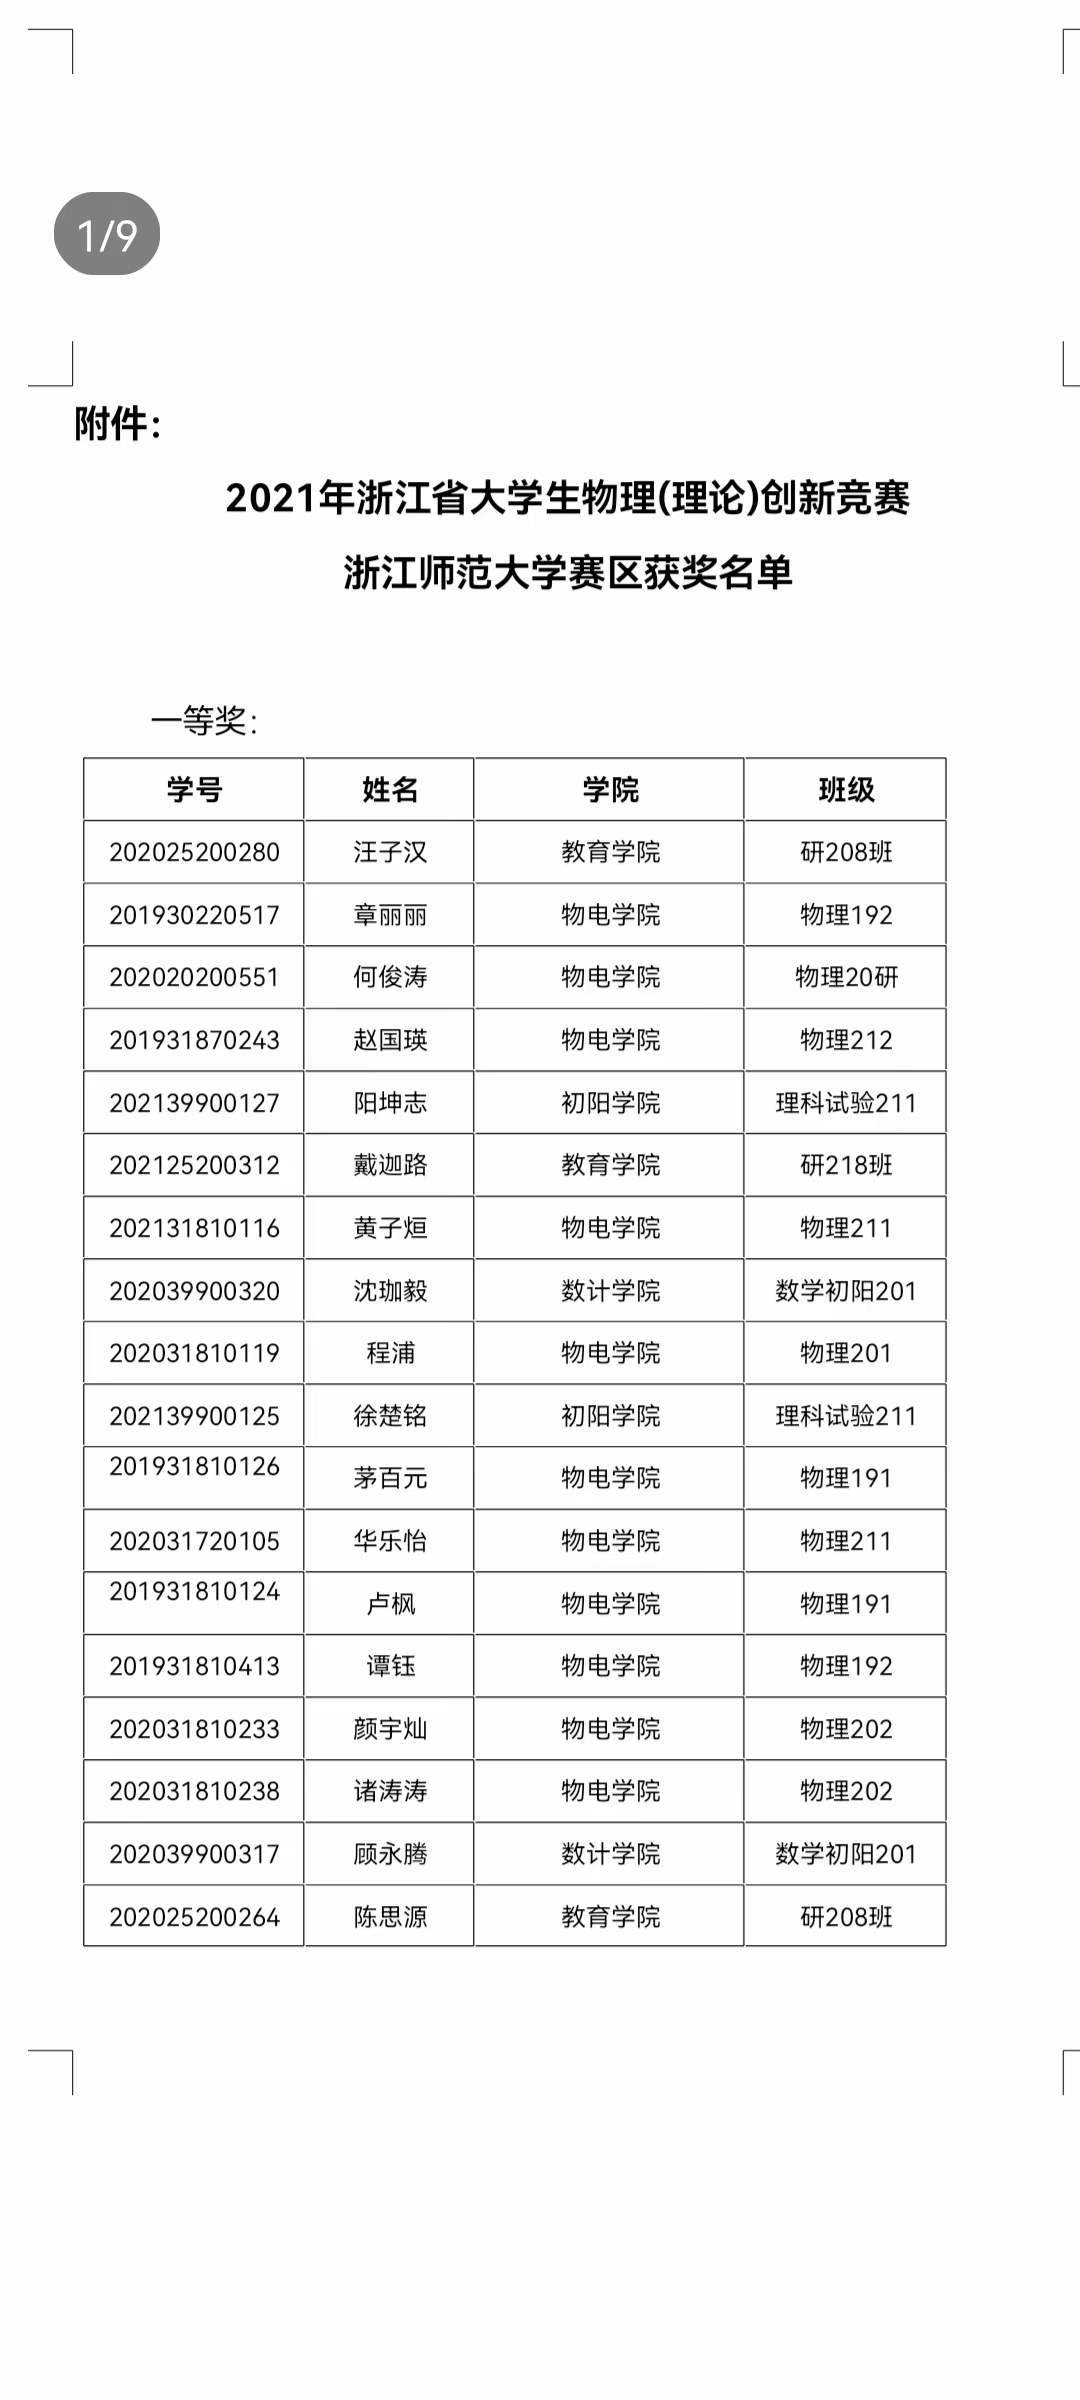 1/9
附件：
2021年浙江省大学生物理(理论)创新竞赛
浙江师范大学赛区获奖名单
一等奖：
学号 姓名 学院 班级
202025200280 汪子汉 教育学院 研208班
201930220517 章丽丽 物电学院 物理192
202020200551 何俊涛 物电学院 物理20研
201931870243 赵国瑛 物电学院 物理212
202139900127 阳坤志 初阳学院 理科试验211
202125200312 戴迦路 教育学院 研218班
202131810116 黄子烜 物电学院 物理211
202039900320 沈珈毅 数计学院 数学初阳201
202031810119 程浦 物电学院 物理201
202139900125 徐楚铭 初阳学院 理科试验211
201931810126 茅百元 物电学院 物理191
202031720105 华乐怡 物电学院 物理211
201931810124 卢枫 物电学院 物理191
201931810413 谭钰 物电学院 物理192
202031810233 颜宇灿 物电学院 物理202
202031810238 诸涛涛 物电学院 物理202
202039900317 顾永腾 数计学院 数学初阳201
202025200264 陈思源 教育学院 研208班